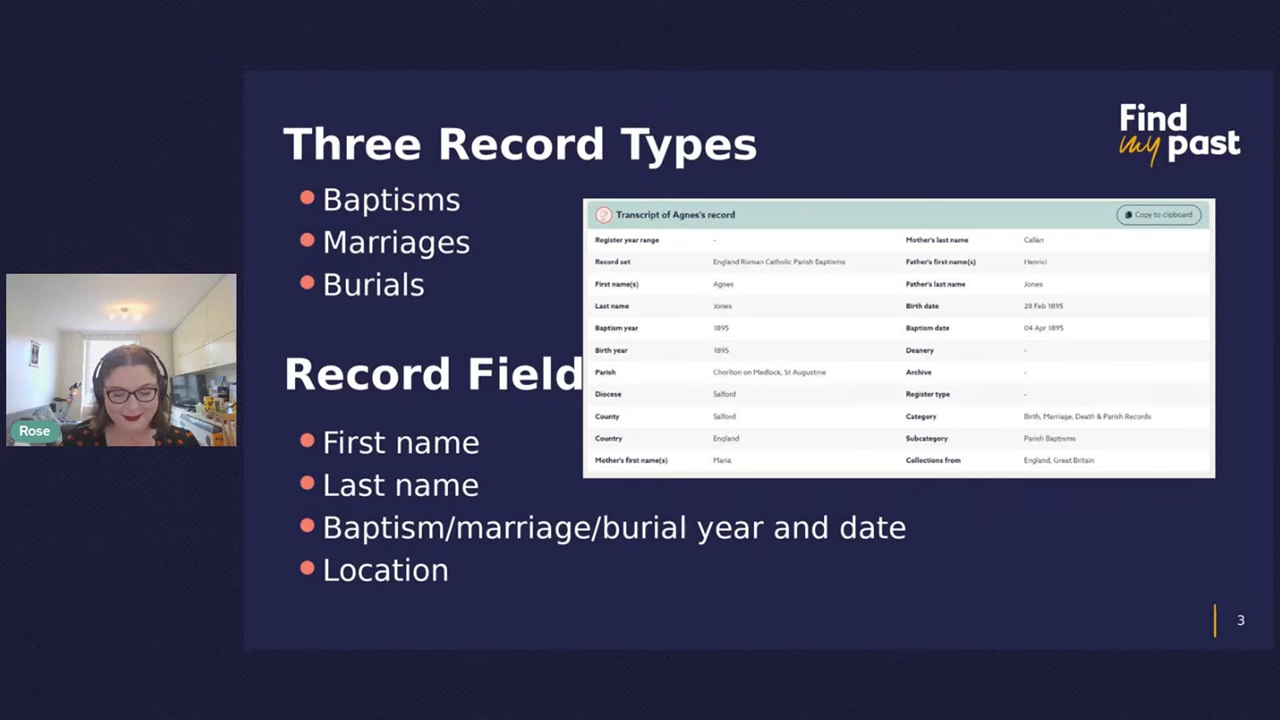 Find
my past
Three Record Types
Baptisms
Marriages
Burials
Transcript of Agnes's record
Copy to clipboard
Register year range - Mother's last name Callan
Record set England Roman Catholic Parish Baptisms Father's first name(s) Henrici
First name(s) Agnes Father's last name Jones
Last name Jones Birth date 28 Feb 1895
Baptism year 1895 Baptism date 04 Apr 1895
Birth year 1895 Deanery -
Parish Chorlton on Medlock, St Augustine Archive -
Diocese Salford Register type -
County Salford Category Birth, Marriage, Death & Parish Records
Country England Subcategory Parish Baptisms
Mother's first name(s) Maria Collections from England, Great Britain
Record Field
First name
Last name
Baptism/marriage/burial year and date
Location
Rose
3